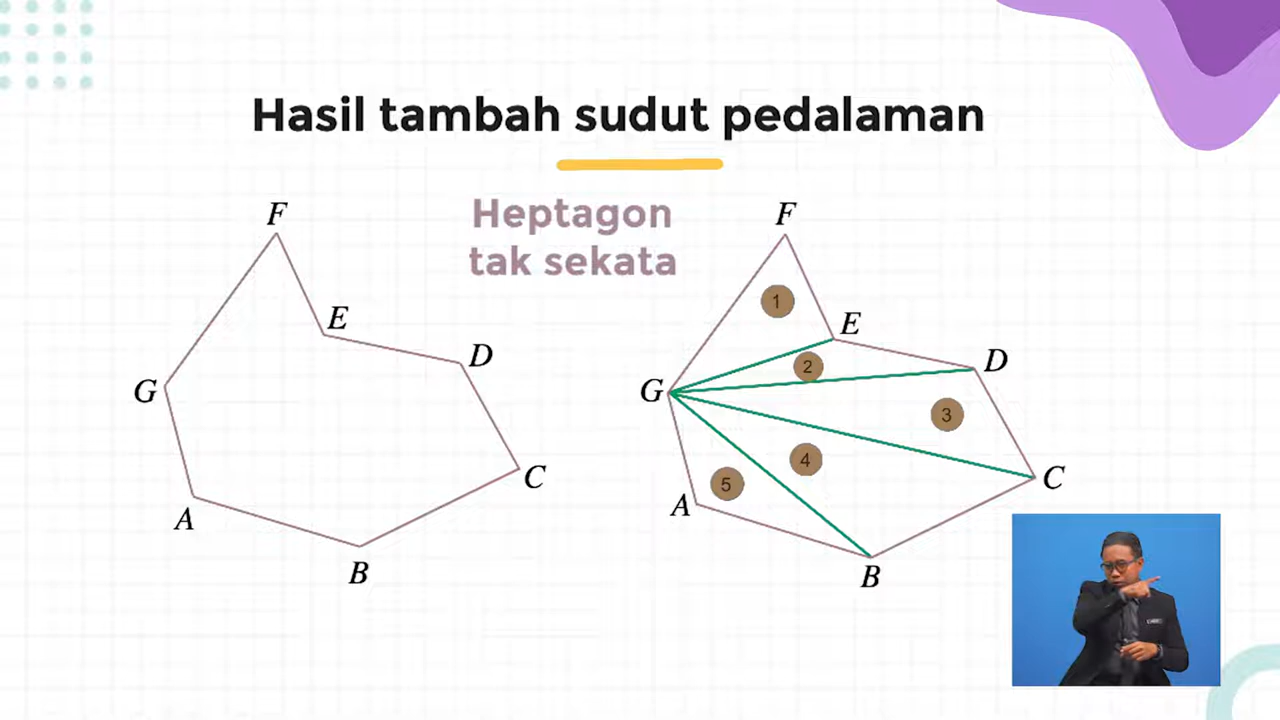 Hasil tambah sudut pedalaman
Heptagon
tak sekata
F
E
D
G
C
A
B
F
1
E
2
D
G
3
4
C
5
A
B